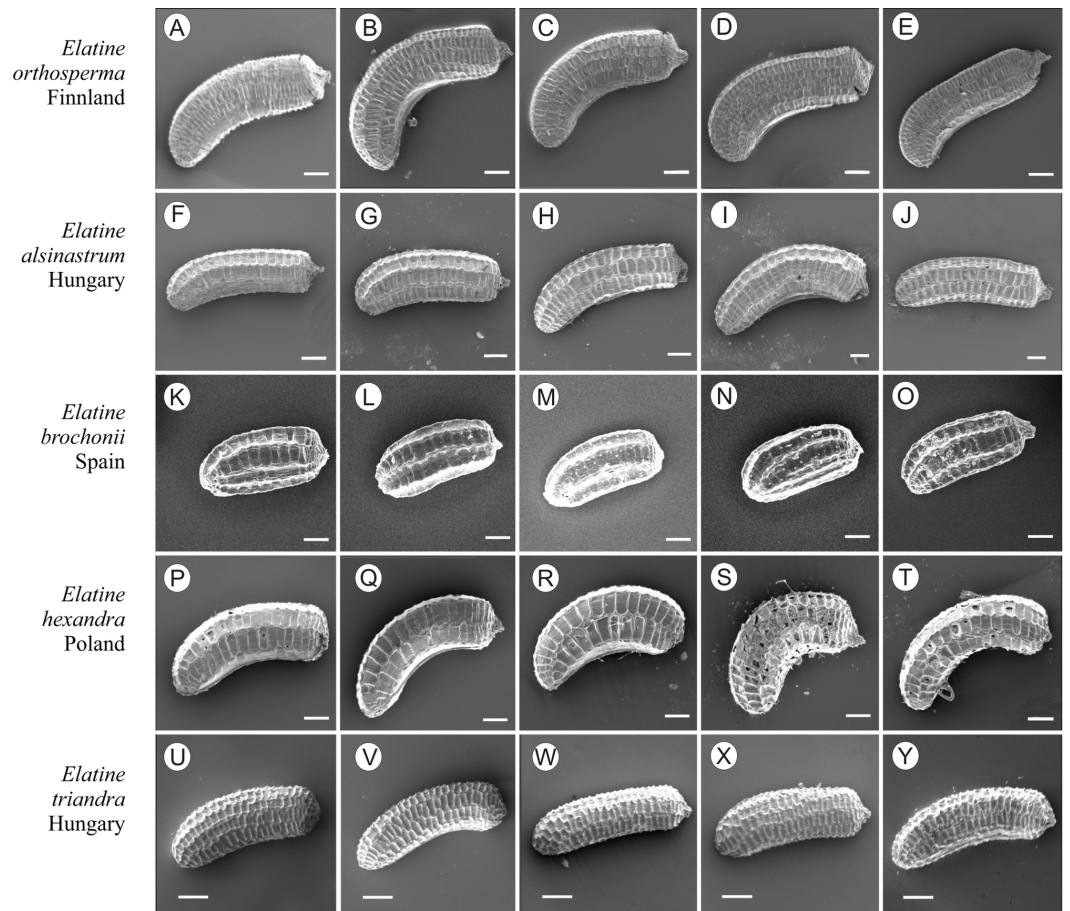 A B C D E
Elatine
orthosperma
Finnland
F G H I J
Elatine
alsinastrum
Hungary
K L M N O
Elatine
brochonii
Spain
P Q R S T
Elatine
hexandra
Poland
U V W X Y
Elatine
triandra
Hungary